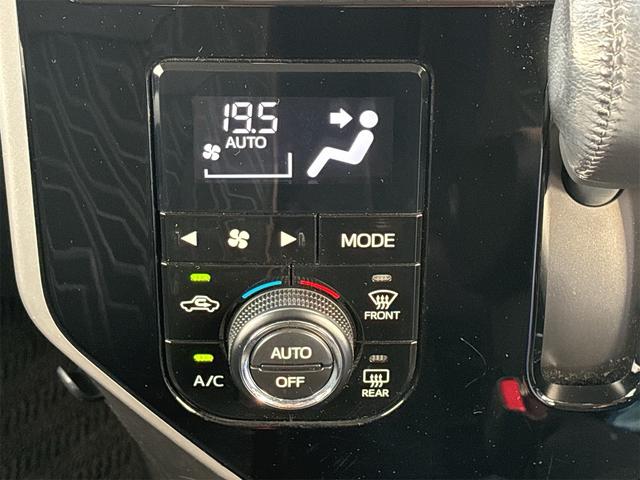 19.5
AUTO
MODE
FRONT
AUTO
A/C
OFF
REAR